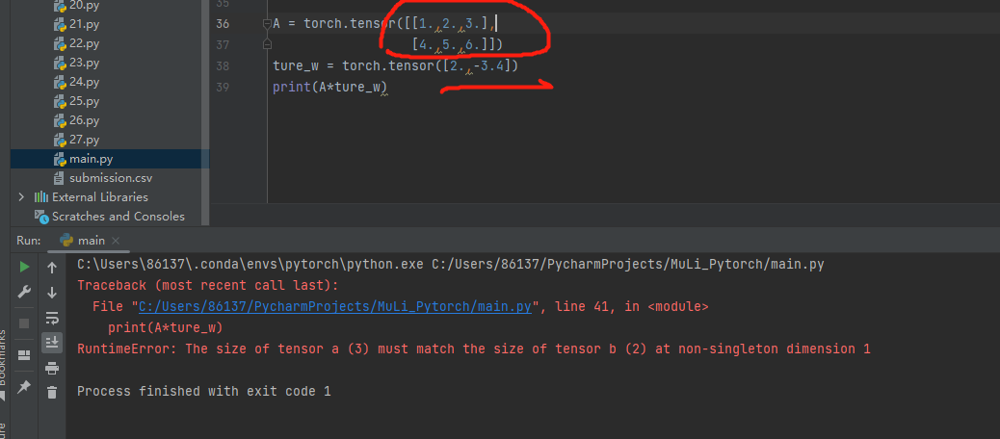 35
20.py
21.py
22.py
23.py
24.py
25.py
26.py
27.py
main.py
submission.csv
External Libraries
Scratches and Consoles
36 A = torch.tensor([[1.,2.,3.],
37 [4.,5.,6.]])
38 ture_w = torch.tensor([2.,-3.4])
39 print(A*ture_w)
Run: main
C:\Users\86137\.conda\envs\pytorch\python.exe C:/Users/86137/PycharmProjects/MuLi_Pytorch/main.py
Traceback (most recent call last):
File "C:/Users/86137/PycharmProjects/MuLi_Pytorch/main.py", line 41, in <module>
print(A*ture_w)
RuntimeError: The size of tensor a (3) must match the size of tensor b (2) at non-singleton dimension 1
Process finished with exit code 1